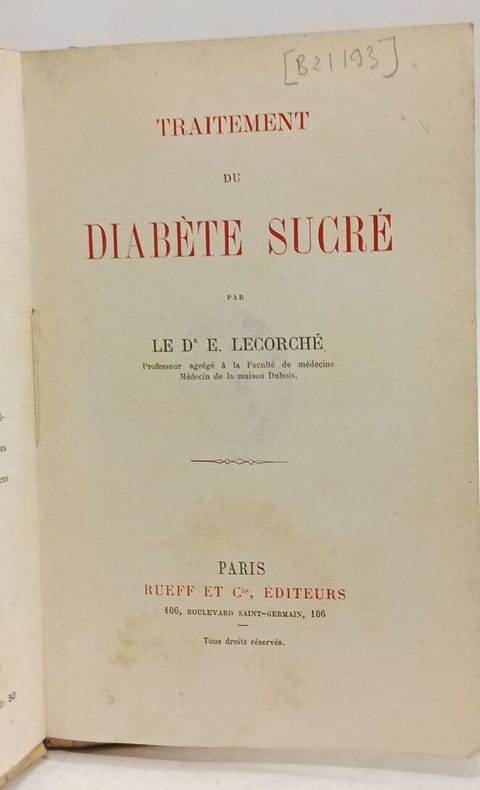 [B21193]
TRAITEMENT
DU
DIABÈTE SUCRÉ
PAR
LE Dr E. LECORCHÉ
Professeur agrégé à la Faculté de médecine
Médecin de la maison Dubois.
PARIS
RUEFF ET Cie, ÉDITEURS
106, BOULEVARD SAINT-GERMAIN, 106
Tous droits réservés.